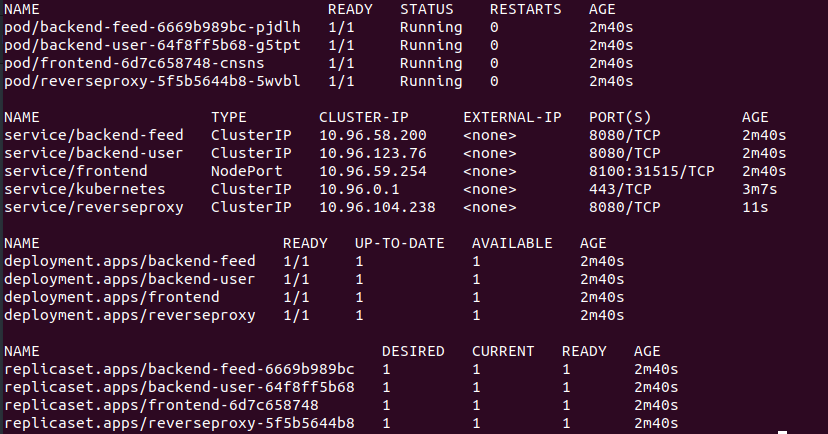 NAME READY STATUS RESTARTS AGE
pod/backend-feed-6669b989bc-pjdlh 1/1 Running 0 2m40s
pod/backend-user-64f8ff5b68-g5tpt 1/1 Running 0 2m40s
pod/frontend-6d7c658748-cnsns 1/1 Running 0 2m40s
pod/reverseproxy-5f5b5644b8-5wvbl 1/1 Running 0 2m40s
NAME TYPE CLUSTER-IP EXTERNAL-IP PORT(S) AGE
service/backend-feed ClusterIP 10.96.58.200 <none> 8080/TCP 2m40s
service/backend-user ClusterIP 10.96.123.76 <none> 8080/TCP 2m40s
service/frontend NodePort 10.96.59.254 <none> 8100:31515/TCP 2m40s
service/kubernetes ClusterIP 10.96.0.1 <none> 443/TCP 3m7s
service/reverseproxy ClusterIP 10.96.104.238 <none> 8080/TCP 11s
NAME READY UP-TO-DATE AVAILABLE AGE
deployment.apps/backend-feed 1/1 1 1 2m40s
deployment.apps/backend-user 1/1 1 1 2m40s
deployment.apps/frontend 1/1 1 1 2m40s
deployment.apps/reverseproxy 1/1 1 1 2m40s
NAME DESIRED CURRENT READY AGE
replicaset.apps/backend-feed-6669b989bc 1 1 1 2m40s
replicaset.apps/backend-user-64f8ff5b68 1 1 1 2m40s
replicaset.apps/frontend-6d7c658748 1 1 1 2m40s
replicaset.apps/reverseproxy-5f5b5644b8 1 1 1 2m40s